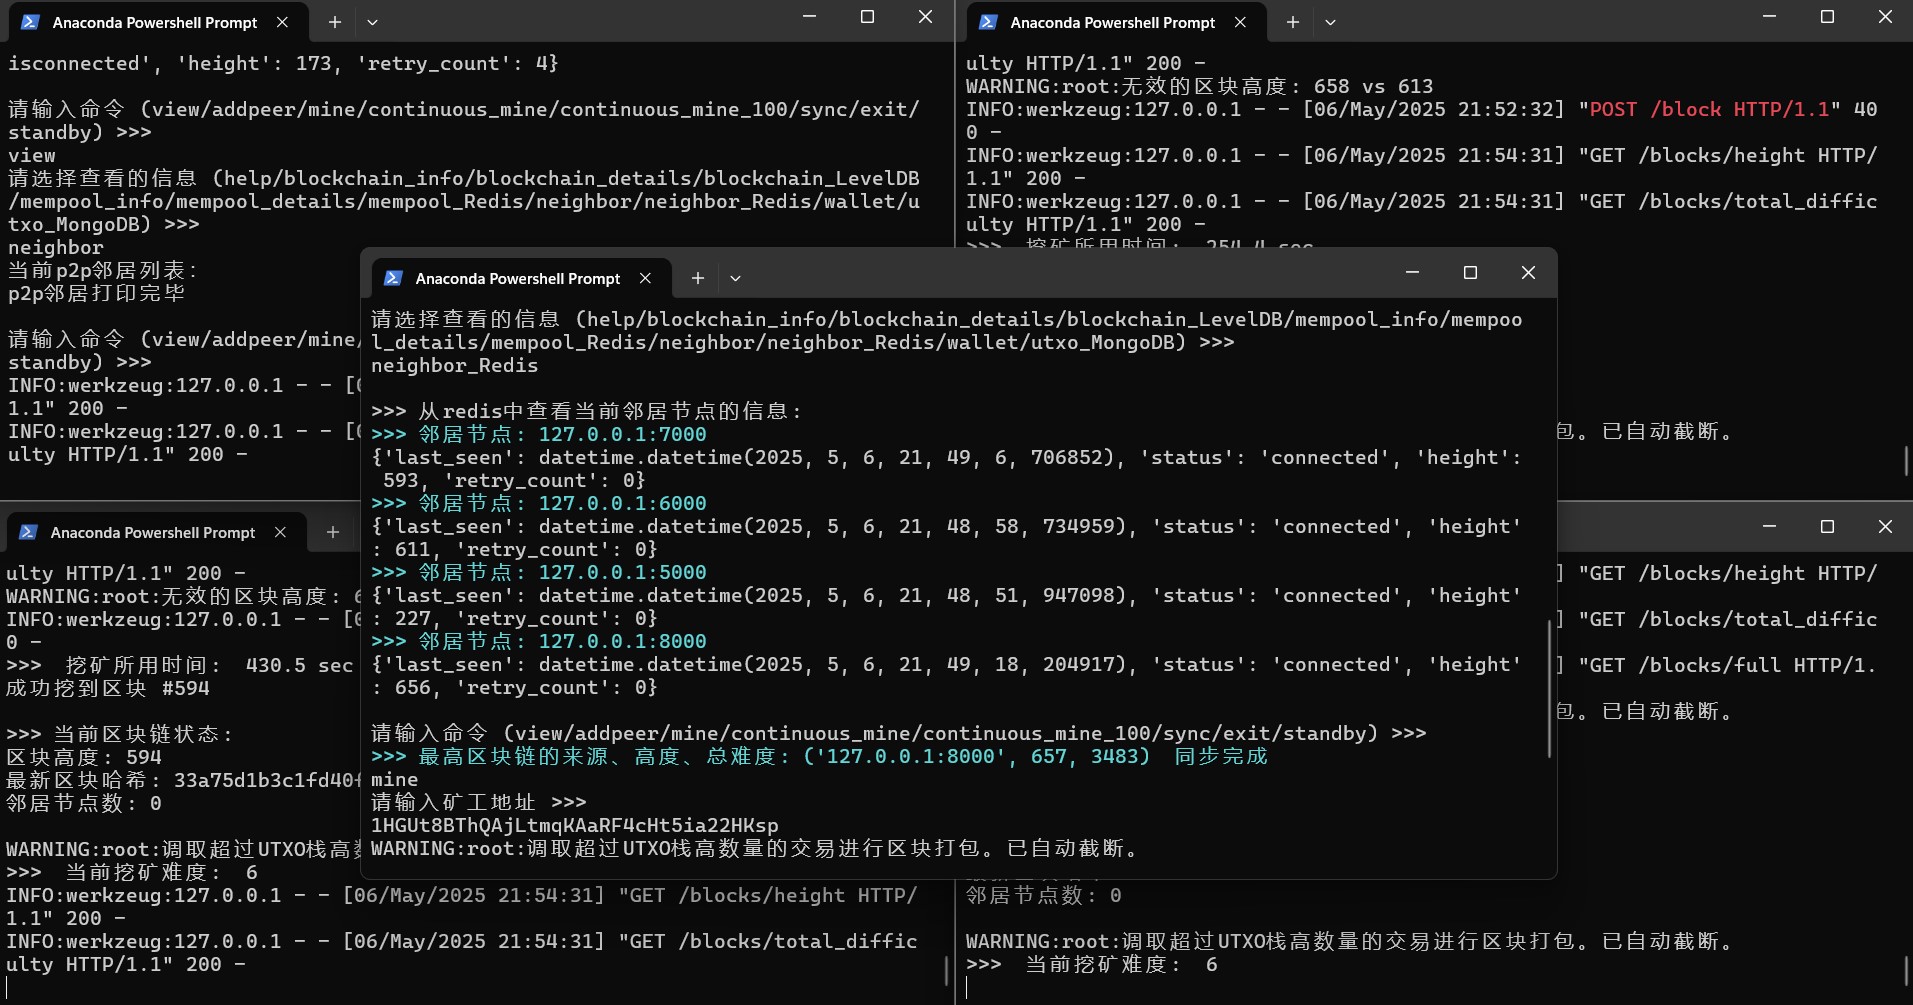 Anaconda Powershell Prompt
isconnected', 'height': 173, 'retry_count': 4}
请输入命令 (view/addpeer/mine/continuous_mine/continuous_mine_100/sync/exit/
standby) >>>
view
请选择查看的信息 (help/blockchain_info/blockchain_details/blockchain_LevelDB
/mempool_info/mempool_details/mempool_Redis/neighbor/neighbor_Redis/wallet/u
txo_MongoDB) >>>
neighbor
当前p2p邻居列表:
p2p邻居打印完毕
请输入命令 (view/addpeer/mine/
standby) >>>
INFO:werkzeug:127.0.0.1 - - [
1.1" 200 -
INFO:werkzeug:127.0.0.1 - - [
ulty HTTP/1.1" 200 -
Anaconda Powershell Prompt
ulty HTTP/1.1" 200 -
WARNING:root:无效的区块高度: 658 vs 613
INFO:werkzeug:127.0.0.1 - - [06/May/2025 21:52:32] "POST /block HTTP/1.1" 40
0 -
INFO:werkzeug:127.0.0.1 - - [06/May/2025 21:54:31] "GET /blocks/height HTTP/
1.1" 200 -
INFO:werkzeug:127.0.0.1 - - [06/May/2025 21:54:31] "GET /blocks/total_diffic
ulty HTTP/1.1" 200 -
>>> 挖矿所用时间: 254.4 sec
包。已自动截断。
Anaconda Powershell Prompt
请选择查看的信息 (help/blockchain_info/blockchain_details/blockchain_LevelDB/mempool_info/mempoo
l_details/mempool_Redis/neighbor/neighbor_Redis/wallet/utxo_MongoDB) >>>
neighbor_Redis
>>> 从redis中查看当前邻居节点的信息:
>>> 邻居节点: 127.0.0.1:7000
{'last_seen': datetime.datetime(2025, 5, 6, 21, 49, 6, 706852), 'status': 'connected', 'height':
593, 'retry_count': 0}
>>> 邻居节点: 127.0.0.1:6000
{'last_seen': datetime.datetime(2025, 5, 6, 21, 48, 58, 734959), 'status': 'connected', 'height'
: 611, 'retry_count': 0}
>>> 邻居节点: 127.0.0.1:5000
{'last_seen': datetime.datetime(2025, 5, 6, 21, 48, 51, 947098), 'status': 'connected', 'height'
: 227, 'retry_count': 0}
>>> 邻居节点: 127.0.0.1:8000
{'last_seen': datetime.datetime(2025, 5, 6, 21, 49, 18, 204917), 'status': 'connected', 'height'
: 656, 'retry_count': 0}
请输入命令 (view/addpeer/mine/continuous_mine/continuous_mine_100/sync/exit/standby) >>>
>>> 最高区块链的来源、高度、总难度: ('127.0.0.1:8000', 657, 3483) 同步完成
mine
请输入矿工地址 >>>
1HGUt8BThQAjLtmqKAaRF4cHt5ia22HKsp
WARNING:root:调取超过UTXO栈高数量的交易进行区块打包。已自动截断。
Anaconda Powershell Prompt
ulty HTTP/1.1" 200 -
WARNING:root:无效的区块高度:
INFO:werkzeug:127.0.0.1 - - [
0 -
>>> 挖矿所用时间: 430.5 sec
成功挖到区块 #594
>>> 当前区块链状态:
区块高度: 594
最新区块哈希: 33a75d1b3c1fd40
邻居节点数: 0
WARNING:root:调取超过UTXO栈高
>>> 当前挖矿难度: 6
INFO:werkzeug:127.0.0.1 - - [06/May/2025 21:54:31] "GET /blocks/height HTTP/
1.1" 200 -
INFO:werkzeug:127.0.0.1 - - [06/May/2025 21:54:31] "GET /blocks/total_diffic
ulty HTTP/1.1" 200 -
] "GET /blocks/height HTTP/
] "GET /blocks/total_diffic
] "GET /blocks/full HTTP/1.
包。已自动截断。
邻居节点数: 0
WARNING:root:调取超过UTXO栈高数量的交易进行区块打包。已自动截断。
>>> 当前挖矿难度: 6